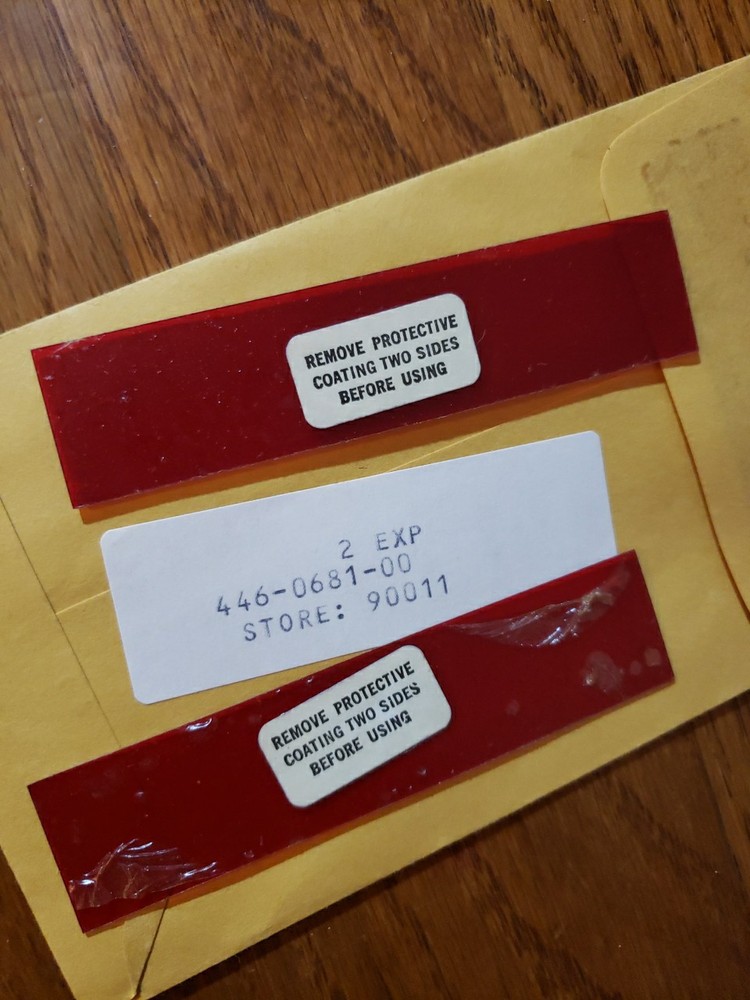 REMOVE PROTECTIVE
COATING TWO SIDES
BEFORE USING
2 EXP
446-0681-00
STORE: 90011
REMOVE PROTECTIVE
COATING TWO SIDES
BEFORE USING